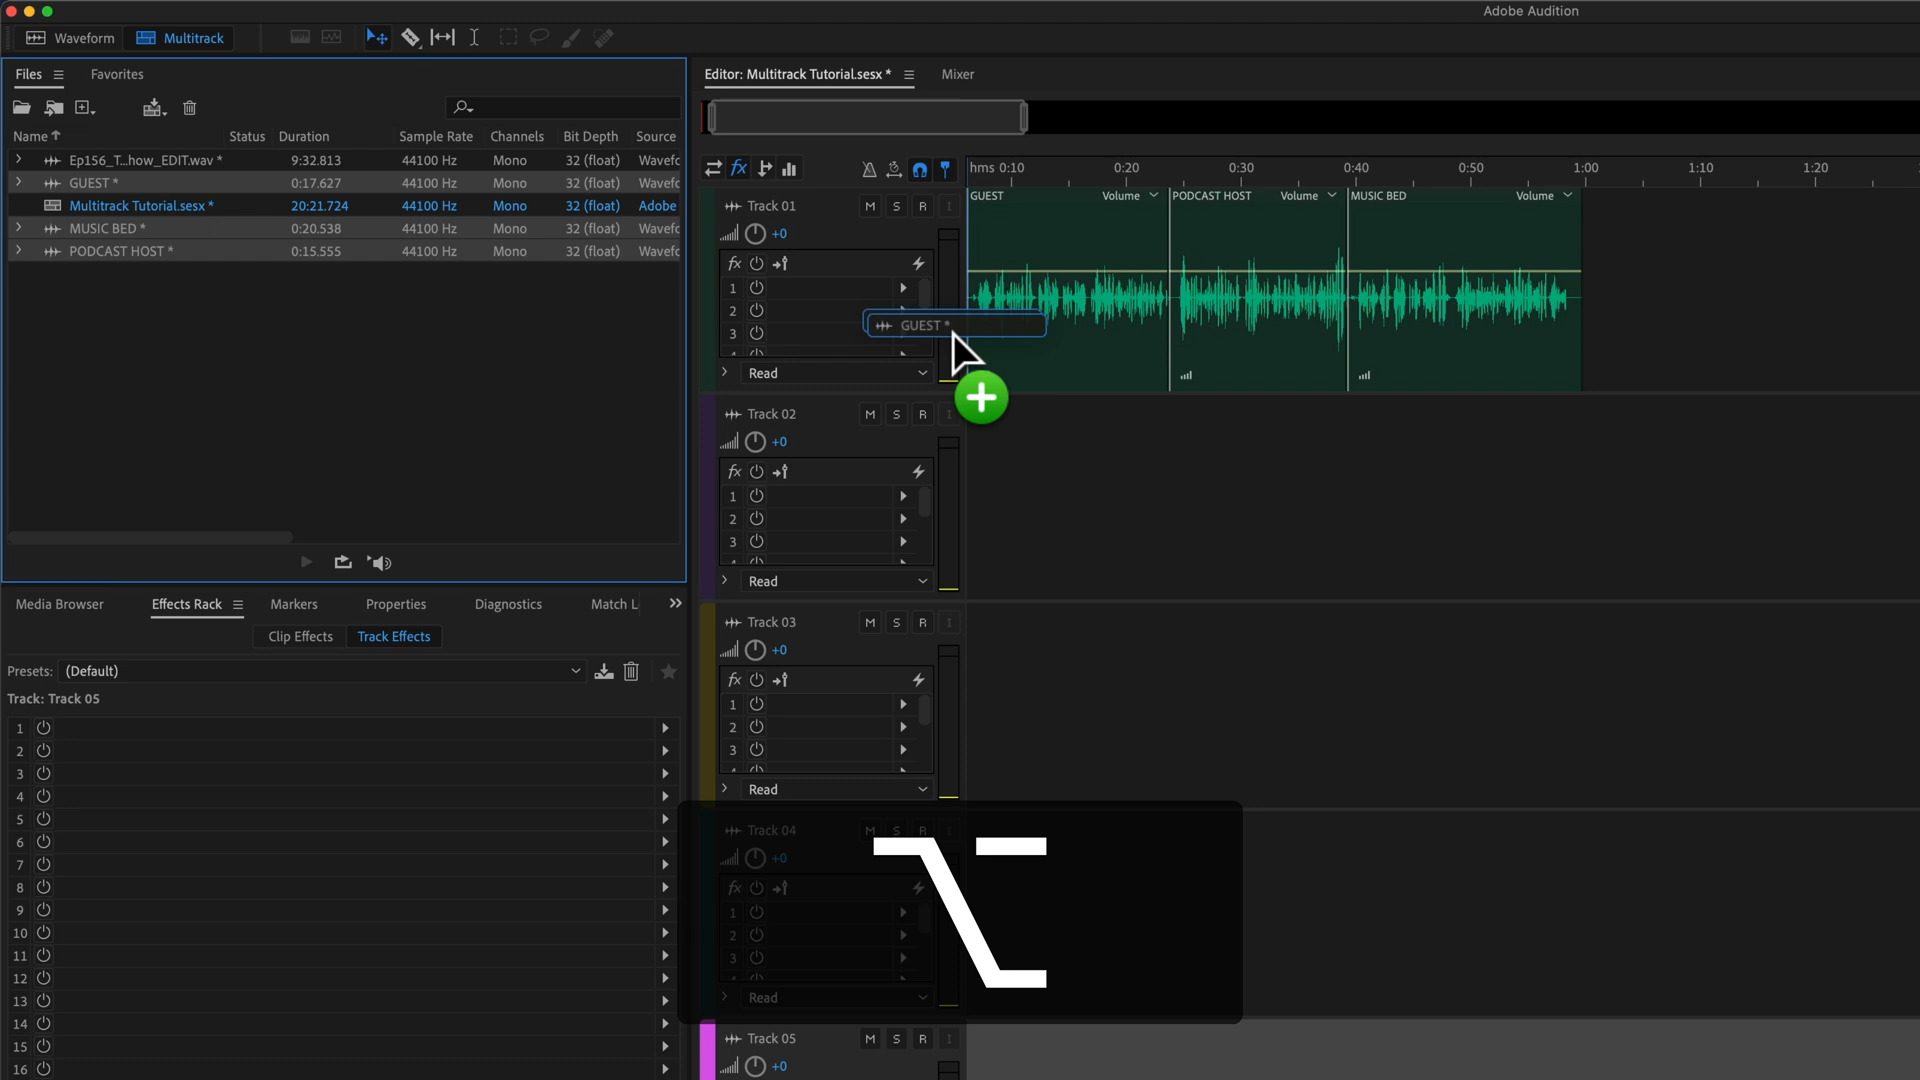 Adobe Audition
Waveform Multitrack
Files Favorites
Name Status Duration Sample Rate Channels Bit Depth Source
Ep156_T...how_EDIT.wav * 9:32.813 44100 Hz Mono 32 (float) Wavefc
GUEST * 0:17.627 44100 Hz Mono 32 (float) Wavefc
Multitrack Tutorial.sesx * 20:21.724 44100 Hz Mono 32 (float) Adobe
MUSIC BED * 0:20.538 44100 Hz Mono 32 (float) Wavefc
PODCAST HOST * 0:15.555 44100 Hz Mono 32 (float) Wavefc
Media Browser Effects Rack Markers Properties Diagnostics Match L
Clip Effects Track Effects
Presets: (Default)
Track: Track 05
1
2
3
4
5
6
7
8
9
10
11
12
13
14
15
16
Editor: Multitrack Tutorial.sesx * Mixer
fx hms 0:10 0:20 0:30 0:40 0:50 1:00 1:10 1:20
Track 01 M S R I
+0
fx
1
2
3
Read
GUEST Volume PODCAST HOST Volume MUSIC BED Volume
GUEST *
Track 02 M S R I
+0
fx
1
2
3
Read
Track 03 M S R I
+0
fx
1
2
3
Read
Track 04 M S R I
+0
fx
1
2
3
Read
⌥
Track 05 M S R I
+0